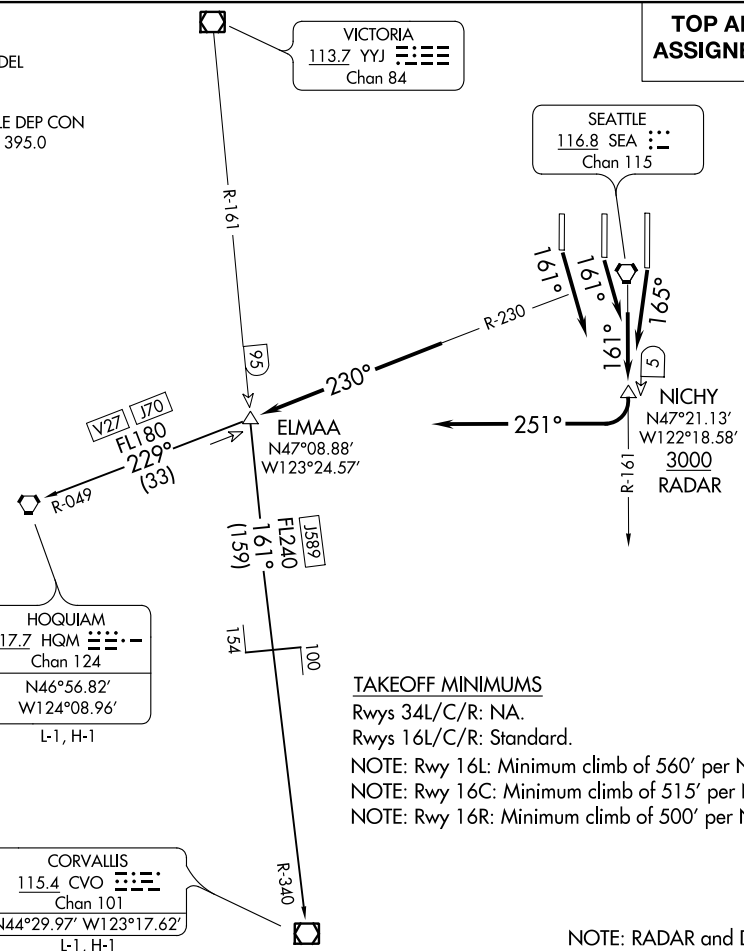 TOP AL
ASSIGNE
DEL
E DEP CON
395.0
VICTORIA
113.7 YYJ
Chan 84
SEATTLE
116.8 SEA
Chan 115
R-161
161°
161°
165°
161°
R-230
230°
5
NICHY
N47°21.13'
W122°18.58'
3000
RADAR
R-161
251°
95
ELMAA
N47°08.88'
W123°24.57'
V27 J70
FL180
229°
(33)
R-049
J589
FL240
161°
(159)
HOQUIAM
17.7 HQM
Chan 124
N46°56.82'
W124°08.96'
L-1, H-1
154
100
TAKEOFF MINIMUMS
Rwys 34L/C/R: NA.
Rwys 16L/C/R: Standard.
NOTE: Rwy 16L: Minimum climb of 560' per N
NOTE: Rwy 16C: Minimum climb of 515' per N
NOTE: Rwy 16R: Minimum climb of 500' per N
CORVALLIS
115.4 CVO
Chan 101
N44°29.97' W123°17.62'
L-1, H-1
R-340
NOTE: RADAR and D